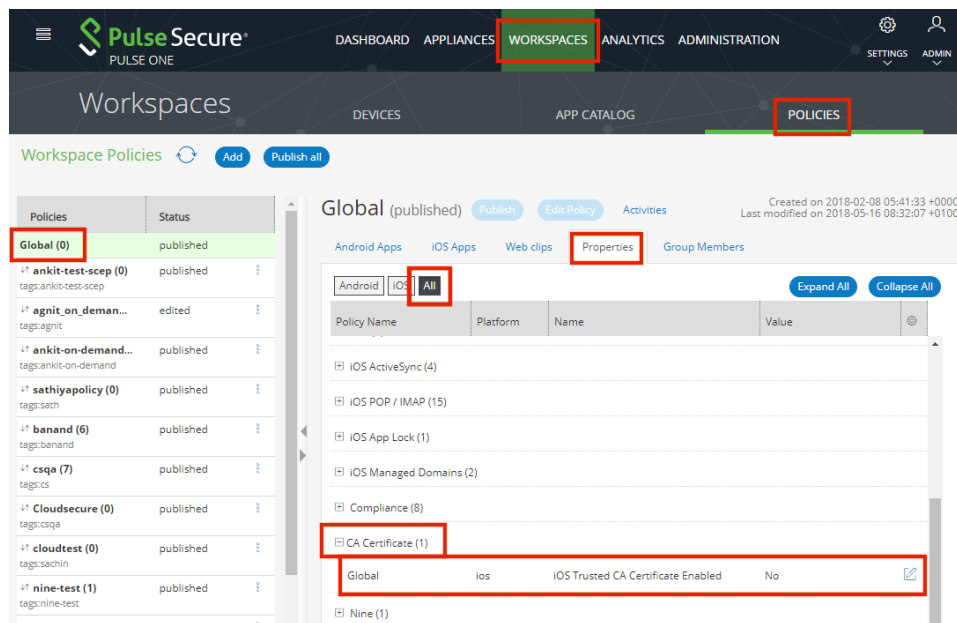 Pulse Secure®
PULSE ONE
DASHBOARD APPLIANCES WORKSPACES ANALYTICS ADMINISTRATION
SETTINGS ADMIN
Workspaces
DEVICES APP CATALOG POLICIES
Workspace Policies Add Publish all
Policies Status
Global (0) published
ankit-test-scep (0) published
tags:ankit-test-scep
agnit_on_deman... edited
tags:agnit
ankit-on-demand... published
tags:ankit-on-demand
sathiyapolicy (0) published
tags:sath
banand (6) published
tags:banand
csqa (7) published
tags:cs
Cloudsecure (0) published
tags:csqa
cloudtest (0) published
tags:sachin
nine-test (1) published
tags:nine-test
Global (published) Publish Edit Policy Activities
Created on 2018-02-08 05:41:33 +0000
Last modified on 2018-05-16 08:32:07 +0100
Android Apps iOS Apps Web clips Properties Group Members
Android iOS All Expand All Collapse All
Policy Name Platform Name Value
iOS ActiveSync (4)
iOS POP / IMAP (15)
iOS App Lock (1)
iOS Managed Domains (2)
Compliance (8)
CA Certificate (1)
Global ios iOS Trusted CA Certificate Enabled No
Nine (1)